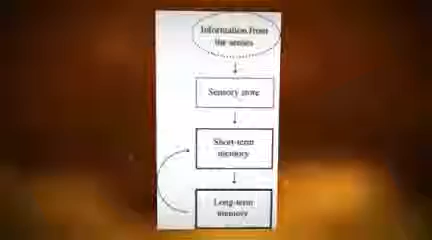 Information from
the senses
Sensory store
Short-term
memory
Long-term
memory